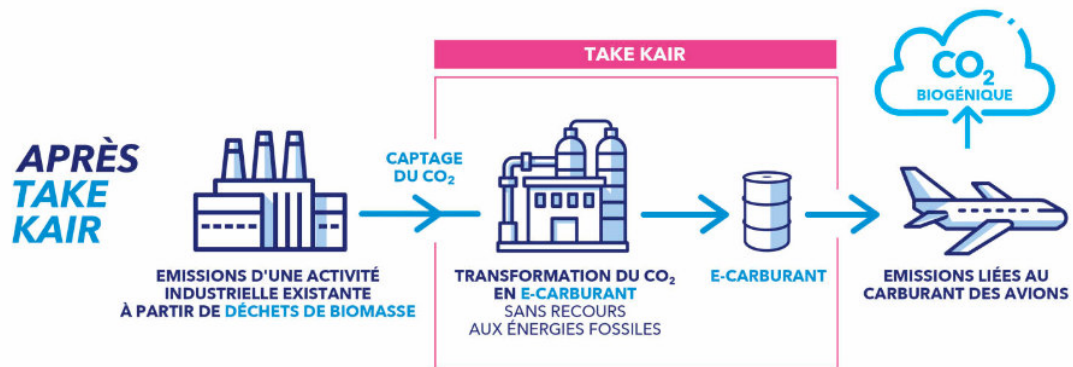 TAKE KAIR
CO₂
BIOGÉNIQUE
APRÈS
TAKE
KAIR
CAPTAGE
DU CO₂
EMISSIONS D'UNE ACTIVITÉ
INDUSTRIELLE EXISTANTE
À PARTIR DE DÉCHETS DE BIOMASSE
TRANSFORMATION DU CO₂
EN E-CARBURANT
SANS RECOURS
AUX ÉNERGIES FOSSILES
E-CARBURANT
EMISSIONS LIÉES AU
CARBURANT DES AVIONS